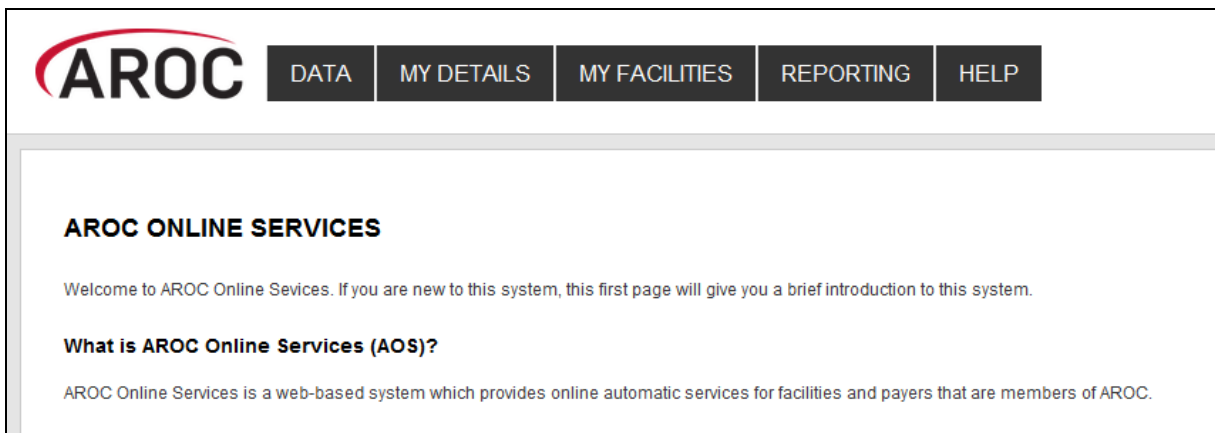 AROC DATA MY DETAILS MY FACILITIES REPORTING HELP
AROC ONLINE SERVICES
Welcome to AROC Online Sevices. If you are new to this system, this first page will give you a brief introduction to this system.
What is AROC Online Services (AOS)?
AROC Online Services is a web-based system which provides online automatic services for facilities and payers that are members of AROC.